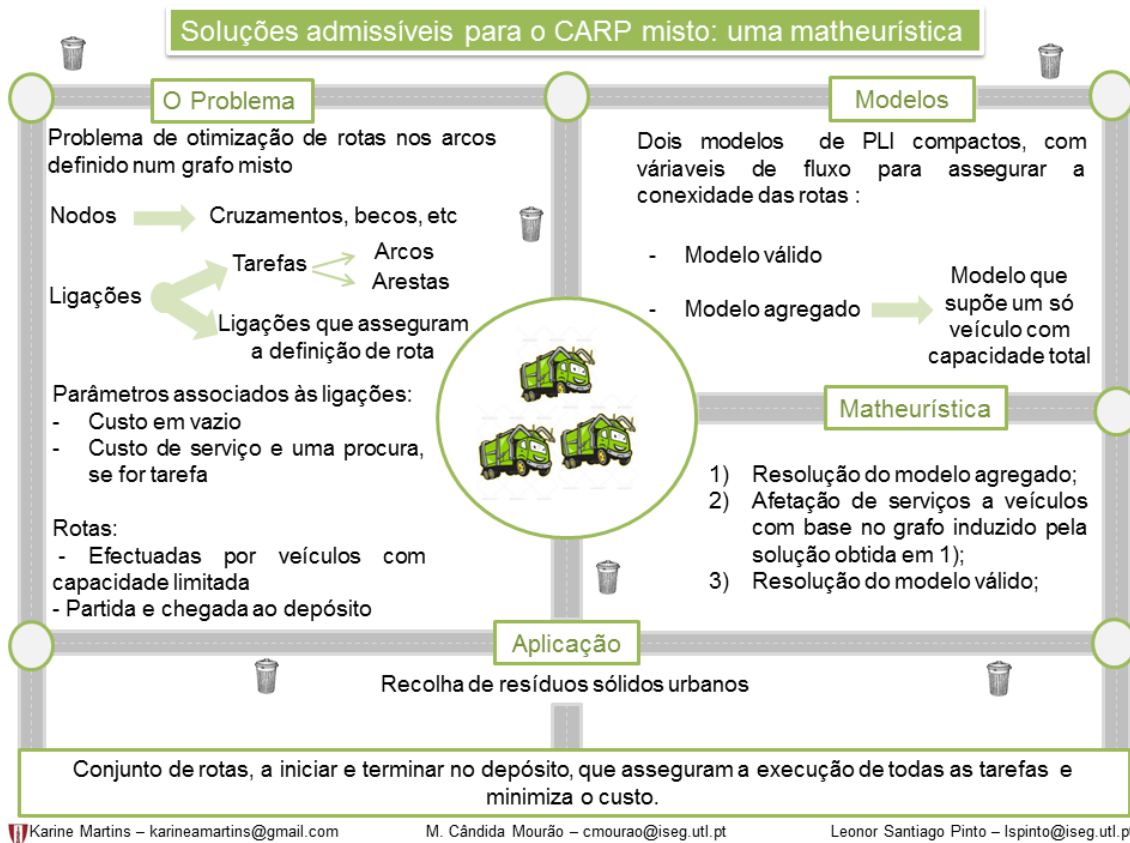 Soluções admissíveis para o CARP misto: uma matheurística
O Problema
Problema de otimização de rotas nos arcos
definido num grafo misto
Nodos
Cruzamentos, becos, etc
Ligações
Tarefas
Arcos
Arestas
Ligações que asseguram
a definição de rota
Parâmetros associados às ligações:
- Custo em vazio
- Custo de serviço e uma procura,
se for tarefa
Rotas:
- Efectuadas por veículos com
capacidade limitada
- Partida e chegada ao depósito
Modelos
Dois modelos de PLI compactos, com
váriaveis de fluxo para assegurar a
conexidade das rotas :
- Modelo válido
- Modelo agregado
Modelo que
supõe um só
veículo com
capacidade total
Matheurística
1) Resolução do modelo agregado;
2) Afetação de serviços a veículos
com base no grafo induzido pela
solução obtida em 1);
3) Resolução do modelo válido;
Aplicação
Recolha de resíduos sólidos urbanos
Conjunto de rotas, a iniciar e terminar no depósito, que asseguram a execução de todas as tarefas e
minimiza o custo.
Karine Martins – karineamartins@gmail.com
M. Cândida Mourão – cmourao@iseg.utl.pt
Leonor Santiago Pinto – lspinto@iseg.utl.pt